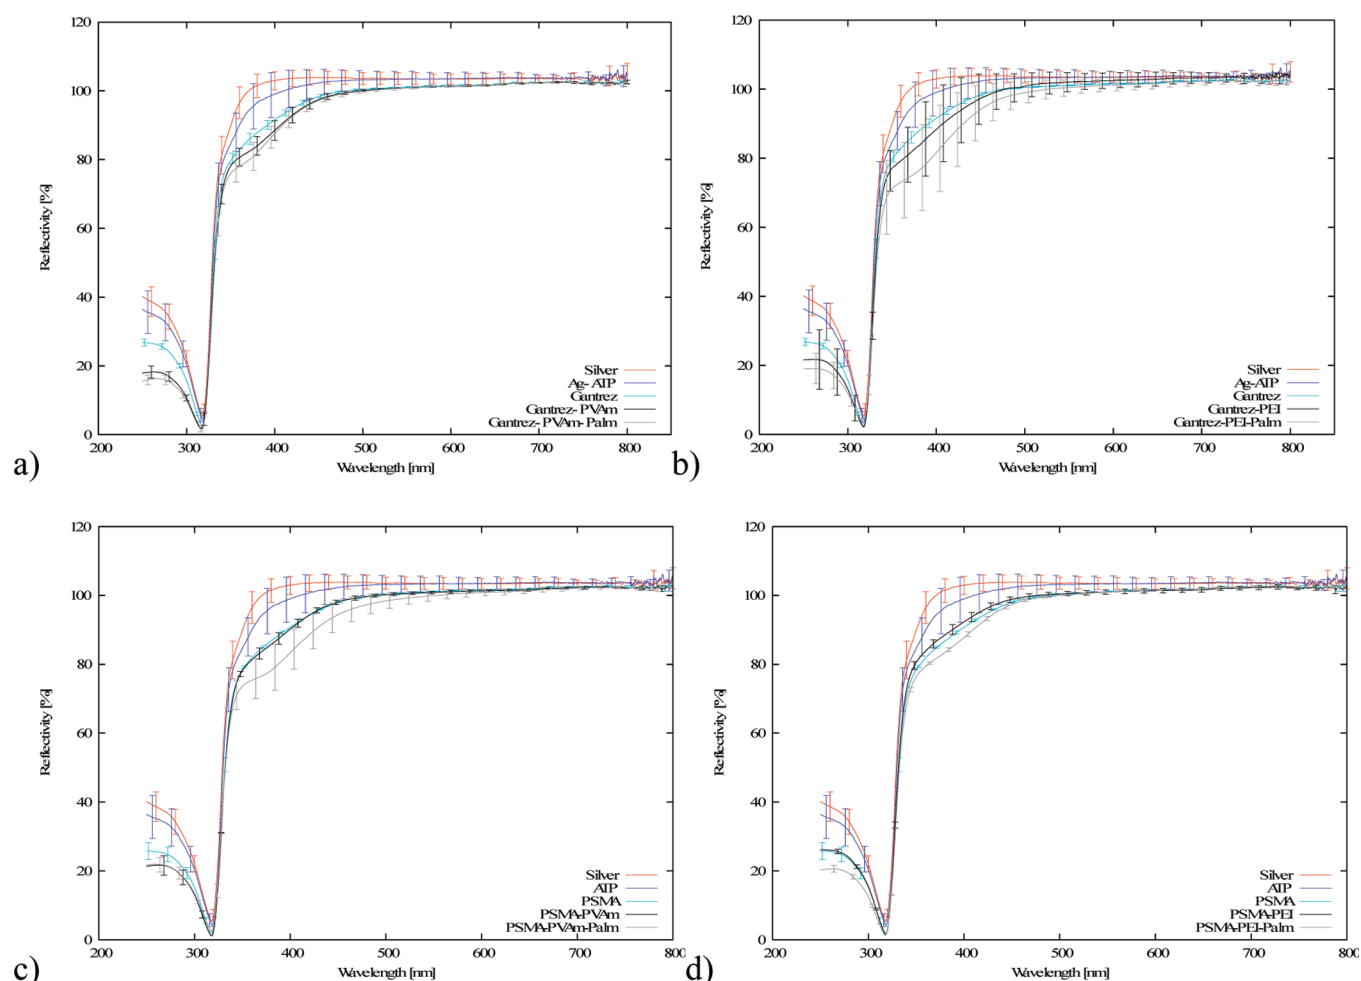 120
100
80
60
40
20
0
Reflectivity [%]
Silver
Ag- ATP
Gantrez
Gantrez- PVAm
Gantrez- PVAm- Palm
200 300 400 500 600 700 800
Wavelength [nm]
a)
120
100
80
60
40
20
0
Reflectivity [%]
Silver
Ag-ATP
Gantrez
Gantrez-PEI
Gantrez-PEI-Palm
200 300 400 500 600 700 800
Wavelength [nm]
b)
120
100
80
60
40
20
0
Reflectivity [%]
Silver
ATP
PSMA
PSMA-PVAm
PSMA-PVAm-Palm
200 300 400 500 600 700 800
Wavelength [nm]
c)
120
100
80
60
40
20
0
Reflectivity [%]
Silver
ATP
PSMA
PSMA-PEI
PSMA-PEI-Palm
200 300 400 500 600 700 800
Wavelength [nm]
d)